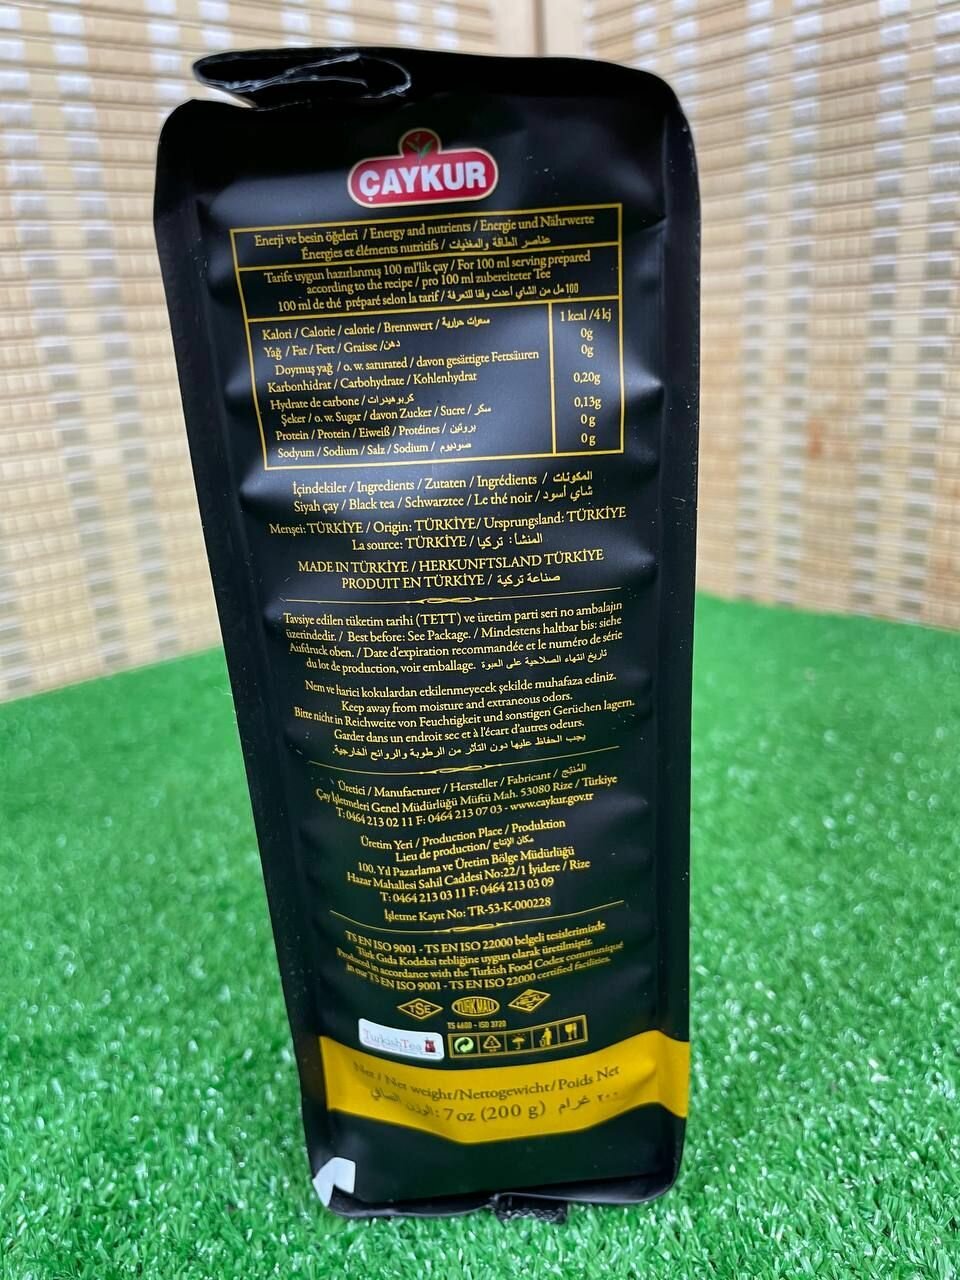 ÇAYKUR
Enerji ve besin öğeleri / Energy and nutrients / Energie und Nährwerte
Énergies et éléments nutritifs / عناصر الطاقة والمغذيات
Tarife uygun hazırlanmış 100 ml'lik çay / For 100 ml serving prepared
according to the recipe / pro 100 ml zubereiteter Tee
100 ml de thé préparé selon la tarif / 100 مل من الشاي أعدت وفقا للتعرفة
Kalori / Calorie / calorie / Brennwert / سعرات حرارية 1 kcal /4 kj
Yağ / Fat / Fett / Graisse / دهن 0g
Doymuş yağ / o. w. saturated / davon gesättigte Fettsäuren 0g
Karbonhidrat / Carbohydrate / Kohlenhydrat
Hydrate de carbone / كربوهيدرات 0,20g
Şeker / o. w. Sugar / davon Zucker / Sucre / سكر 0,13g
Protein / Protein / Eiweiß / Protéines / بروتين 0 g
Sodyum / Sodium / Salz / Sodium / صوديوم 0 g
İçindekiler / Ingredients / Zutaten / Ingrédients / المكونات
Siyah çay / Black tea / Schwarztee / Le thé noir / شاي أسود
Menşei: TÜRKİYE / Origin: TÜRKİYE/ Ursprungsland: TÜRKİYE
La source: TÜRKİYE / المنشأ: تركيا
MADE IN TÜRKİYE / HERKUNFTSLAND TÜRKİYE
PRODUIT EN TÜRKİYE / صناعة تركية
Tavsiye edilen tüketim tarihi (TETT) ve üretim parti seri no ambalajın
üzerindedir. / Best before: See Package. / Mindestens haltbar bis: siehe
Aufdruck oben. / Date d'expiration recommandée et le numéro de série
du lot de production, voir emballage. تاريخ انتهاء الصلاحية على العبوة
Nem ve harici kokulardan etkilenmeyecek şekilde muhafaza ediniz.
Keep away from moisture and extraneous odors.
Bitte nicht in Reichweite von Feuchtigkeit und sonstigen Gerüchen lagern.
Garder dans un endroit sec et à l'écart d'autres odeurs.
يجب الحفاظ عليها دون التأثر من الرطوبة والروائح الخارجية.
Üretici / Manufacturer / Hersteller / Fabricant / المُنتِج
Çay İşletmeleri Genel Müdürlüğü Müftü Mah. 53080 Rize / Türkiye
T: 0464 213 02 11 F: 0464 213 07 03 - www.caykur.gov.tr
Üretim Yeri / Production Place / Produktion
Lieu de production/ مكان الإنتاج
100. Yıl Pazarlama ve Üretim Bölge Müdürlüğü
Hazar Mahallesi Sahil Caddesi No:22/1 İyidere / Rize
T: 0464 213 03 11 F: 0464 213 03 09
İşletme Kayıt No: TR-53-K-000228
TS EN ISO 9001 - TS EN ISO 22000 belgeli tesislerimizde
Türk Gıda Kodeksi tebliğine uygun olarak üretilmiştir.
Produced in accordance with the Turkish Food Codex communiqué
in our TS EN ISO 9001 - TS EN ISO 22000 certified facilities.
TSE TÜRK MALI HELAL
TS 4600 - ISO 3720
TurkishTea
Net / Net weight/Nettogewicht/Poids Net
الوزن الصافي: 7 oz (200 g) ٢٠٠ غرام